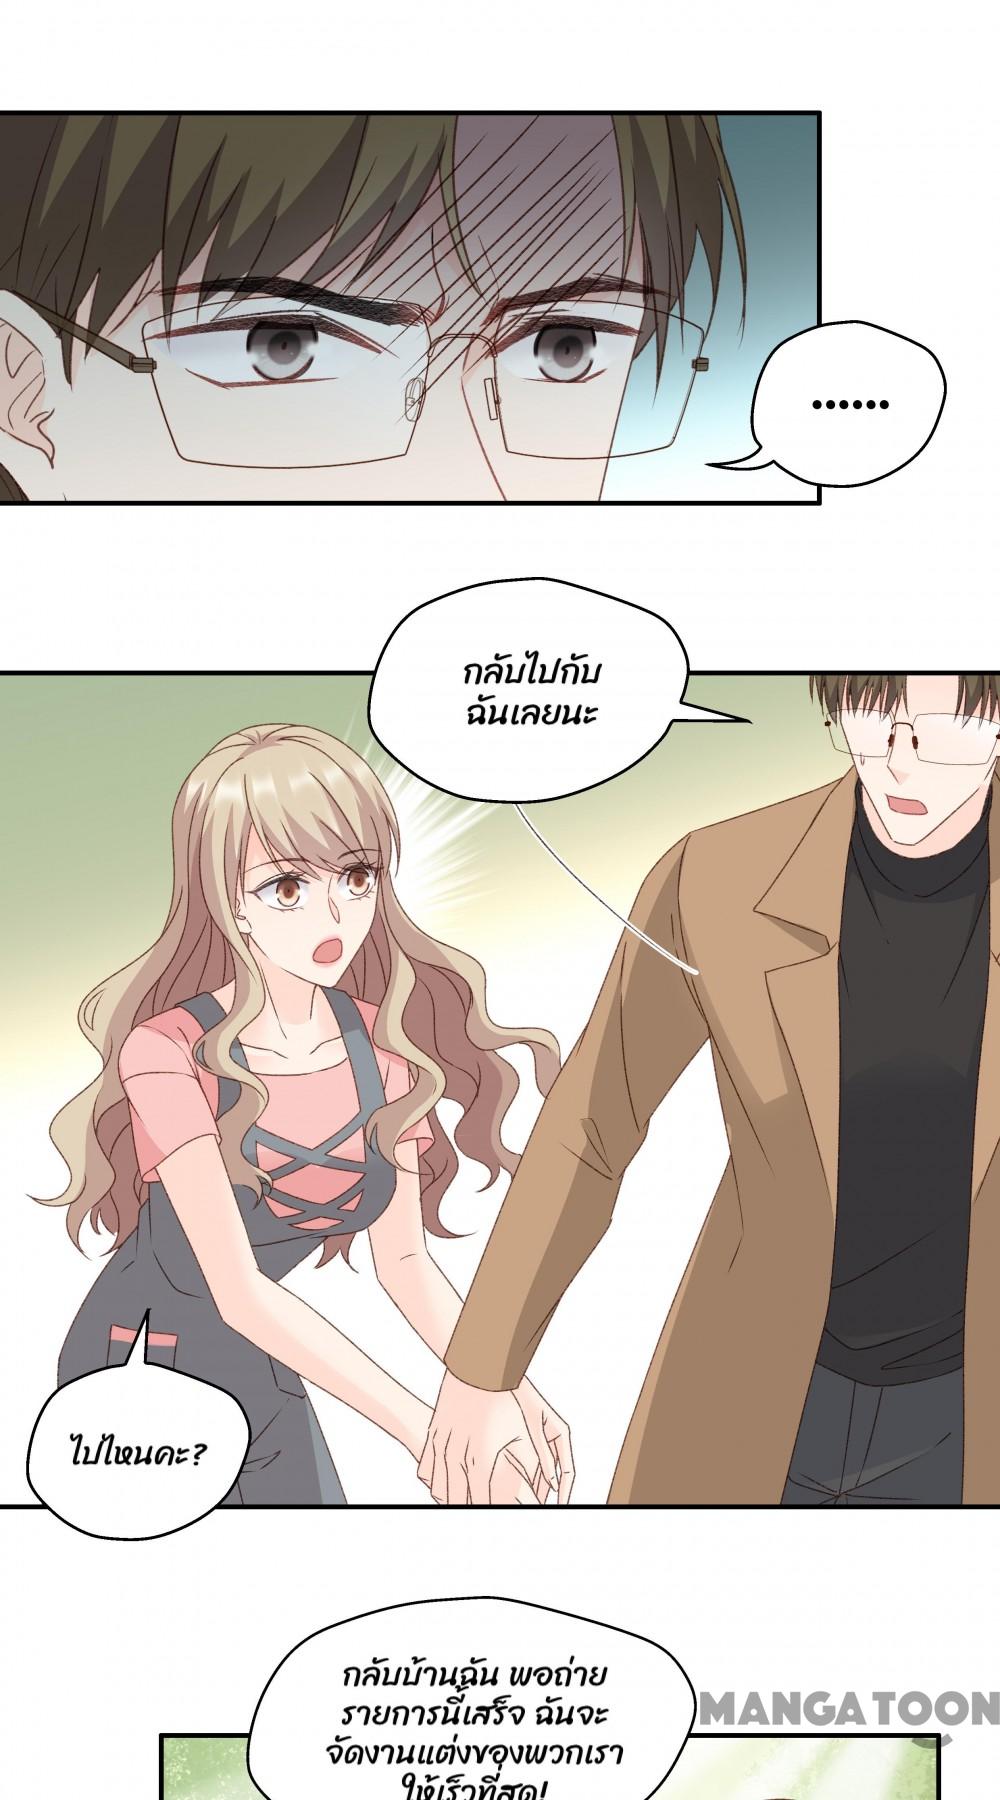 ......
กลับไปกับ
ฉันเลยนะ
ไปไหนคะ?
กลับบ้านฉัน พอถ่าย
รายการนี้เสร็จ ฉันจะ
จัดงานแต่งของพวกเรา
ให้เร็วที่สุด!
MANGATOON